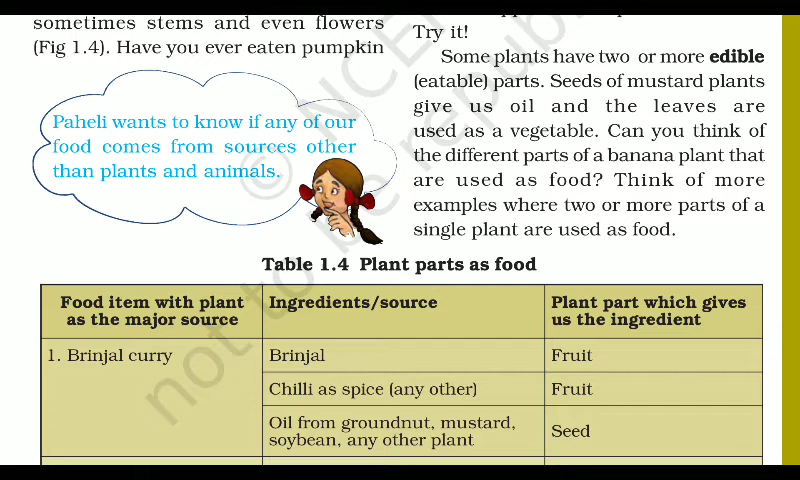 sometimes stems and even flowers
(Fig 1.4). Have you ever eaten pumpkin
Paheli wants to know if any of our
food comes from sources other
than plants and animals.
Try it!
Some plants have two or more edible
(eatable) parts. Seeds of mustard plants
give us oil and the leaves are
used as a vegetable. Can you think of
the different parts of a banana plant that
are used as food? Think of more
examples where two or more parts of a
single plant are used as food.
Table 1.4 Plant parts as food
Food item with plant
as the major source
Ingredients/source
Plant part which gives
us the ingredient
1. Brinjal curry
Brinjal
Fruit
Chilli as spice (any other)
Fruit
Oil from groundnut, mustard,
soybean, any other plant
Seed